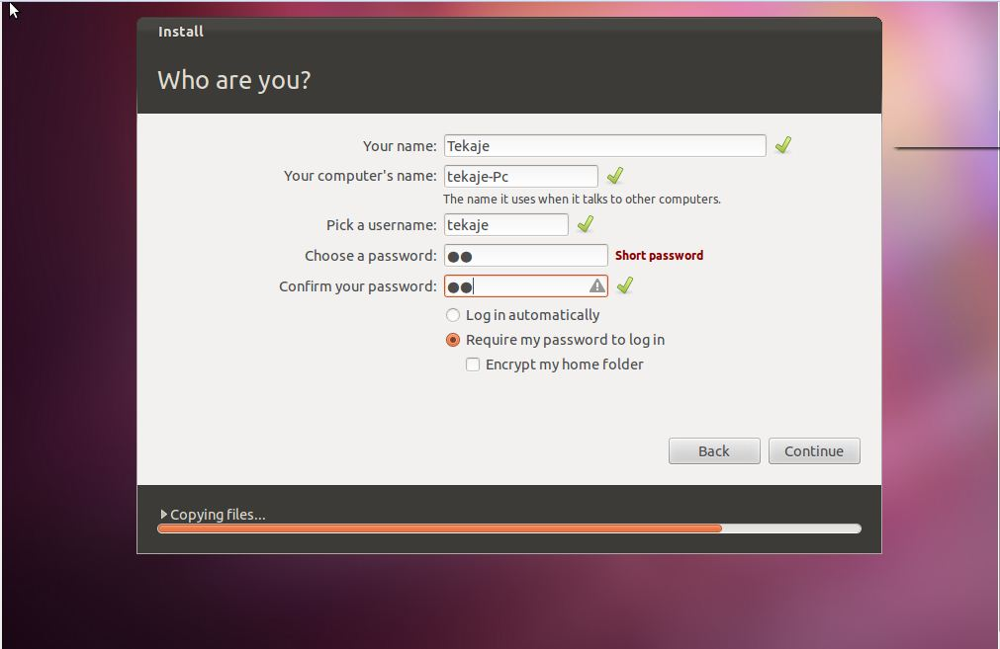 Install
Who are you?
Your name: Tekaje
Your computer's name: tekaje-Pc
The name it uses when it talks to other computers.
Pick a username: tekaje
Choose a password: ●● Short password
Confirm your password: ●●
Log in automatically
Require my password to log in
Encrypt my home folder
Back Continue
Copying files...